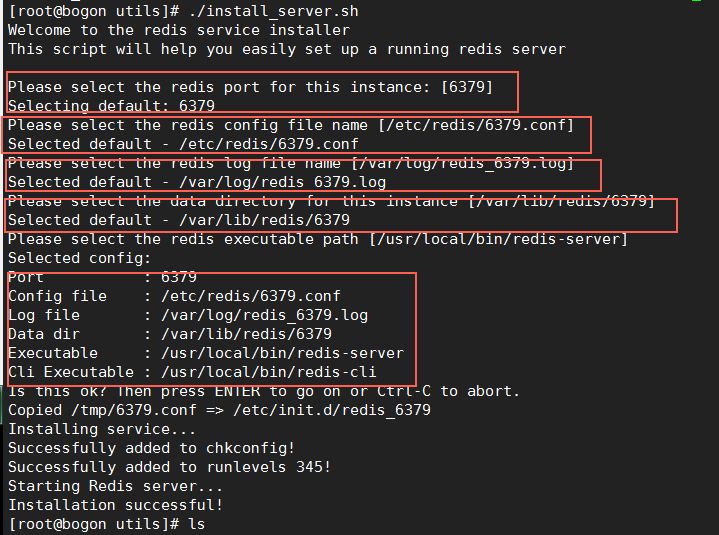 [root@bogon utils]# ./install_server.sh
Welcome to the redis service installer
This script will help you easily set up a running redis server
Please select the redis port for this instance: [6379]
Selecting default: 6379
Please select the redis config file name [/etc/redis/6379.conf]
Selected default - /etc/redis/6379.conf
Please select the redis log file name [/var/log/redis_6379.log]
Selected default - /var/log/redis_6379.log
Please select the data directory for this instance [/var/lib/redis/6379]
Selected default - /var/lib/redis/6379
Please select the redis executable path [/usr/local/bin/redis-server]
Selected config:
Port           : 6379
Config file    : /etc/redis/6379.conf
Log file       : /var/log/redis_6379.log
Data dir       : /var/lib/redis/6379
Executable     : /usr/local/bin/redis-server
Cli Executable : /usr/local/bin/redis-cli
Is this ok? Then press ENTER to go on or Ctrl-C to abort.
Copied /tmp/6379.conf => /etc/init.d/redis_6379
Installing service...
Successfully added to chkconfig!
Successfully added to runlevels 345!
Starting Redis server...
Installation successful!
[root@bogon utils]# ls